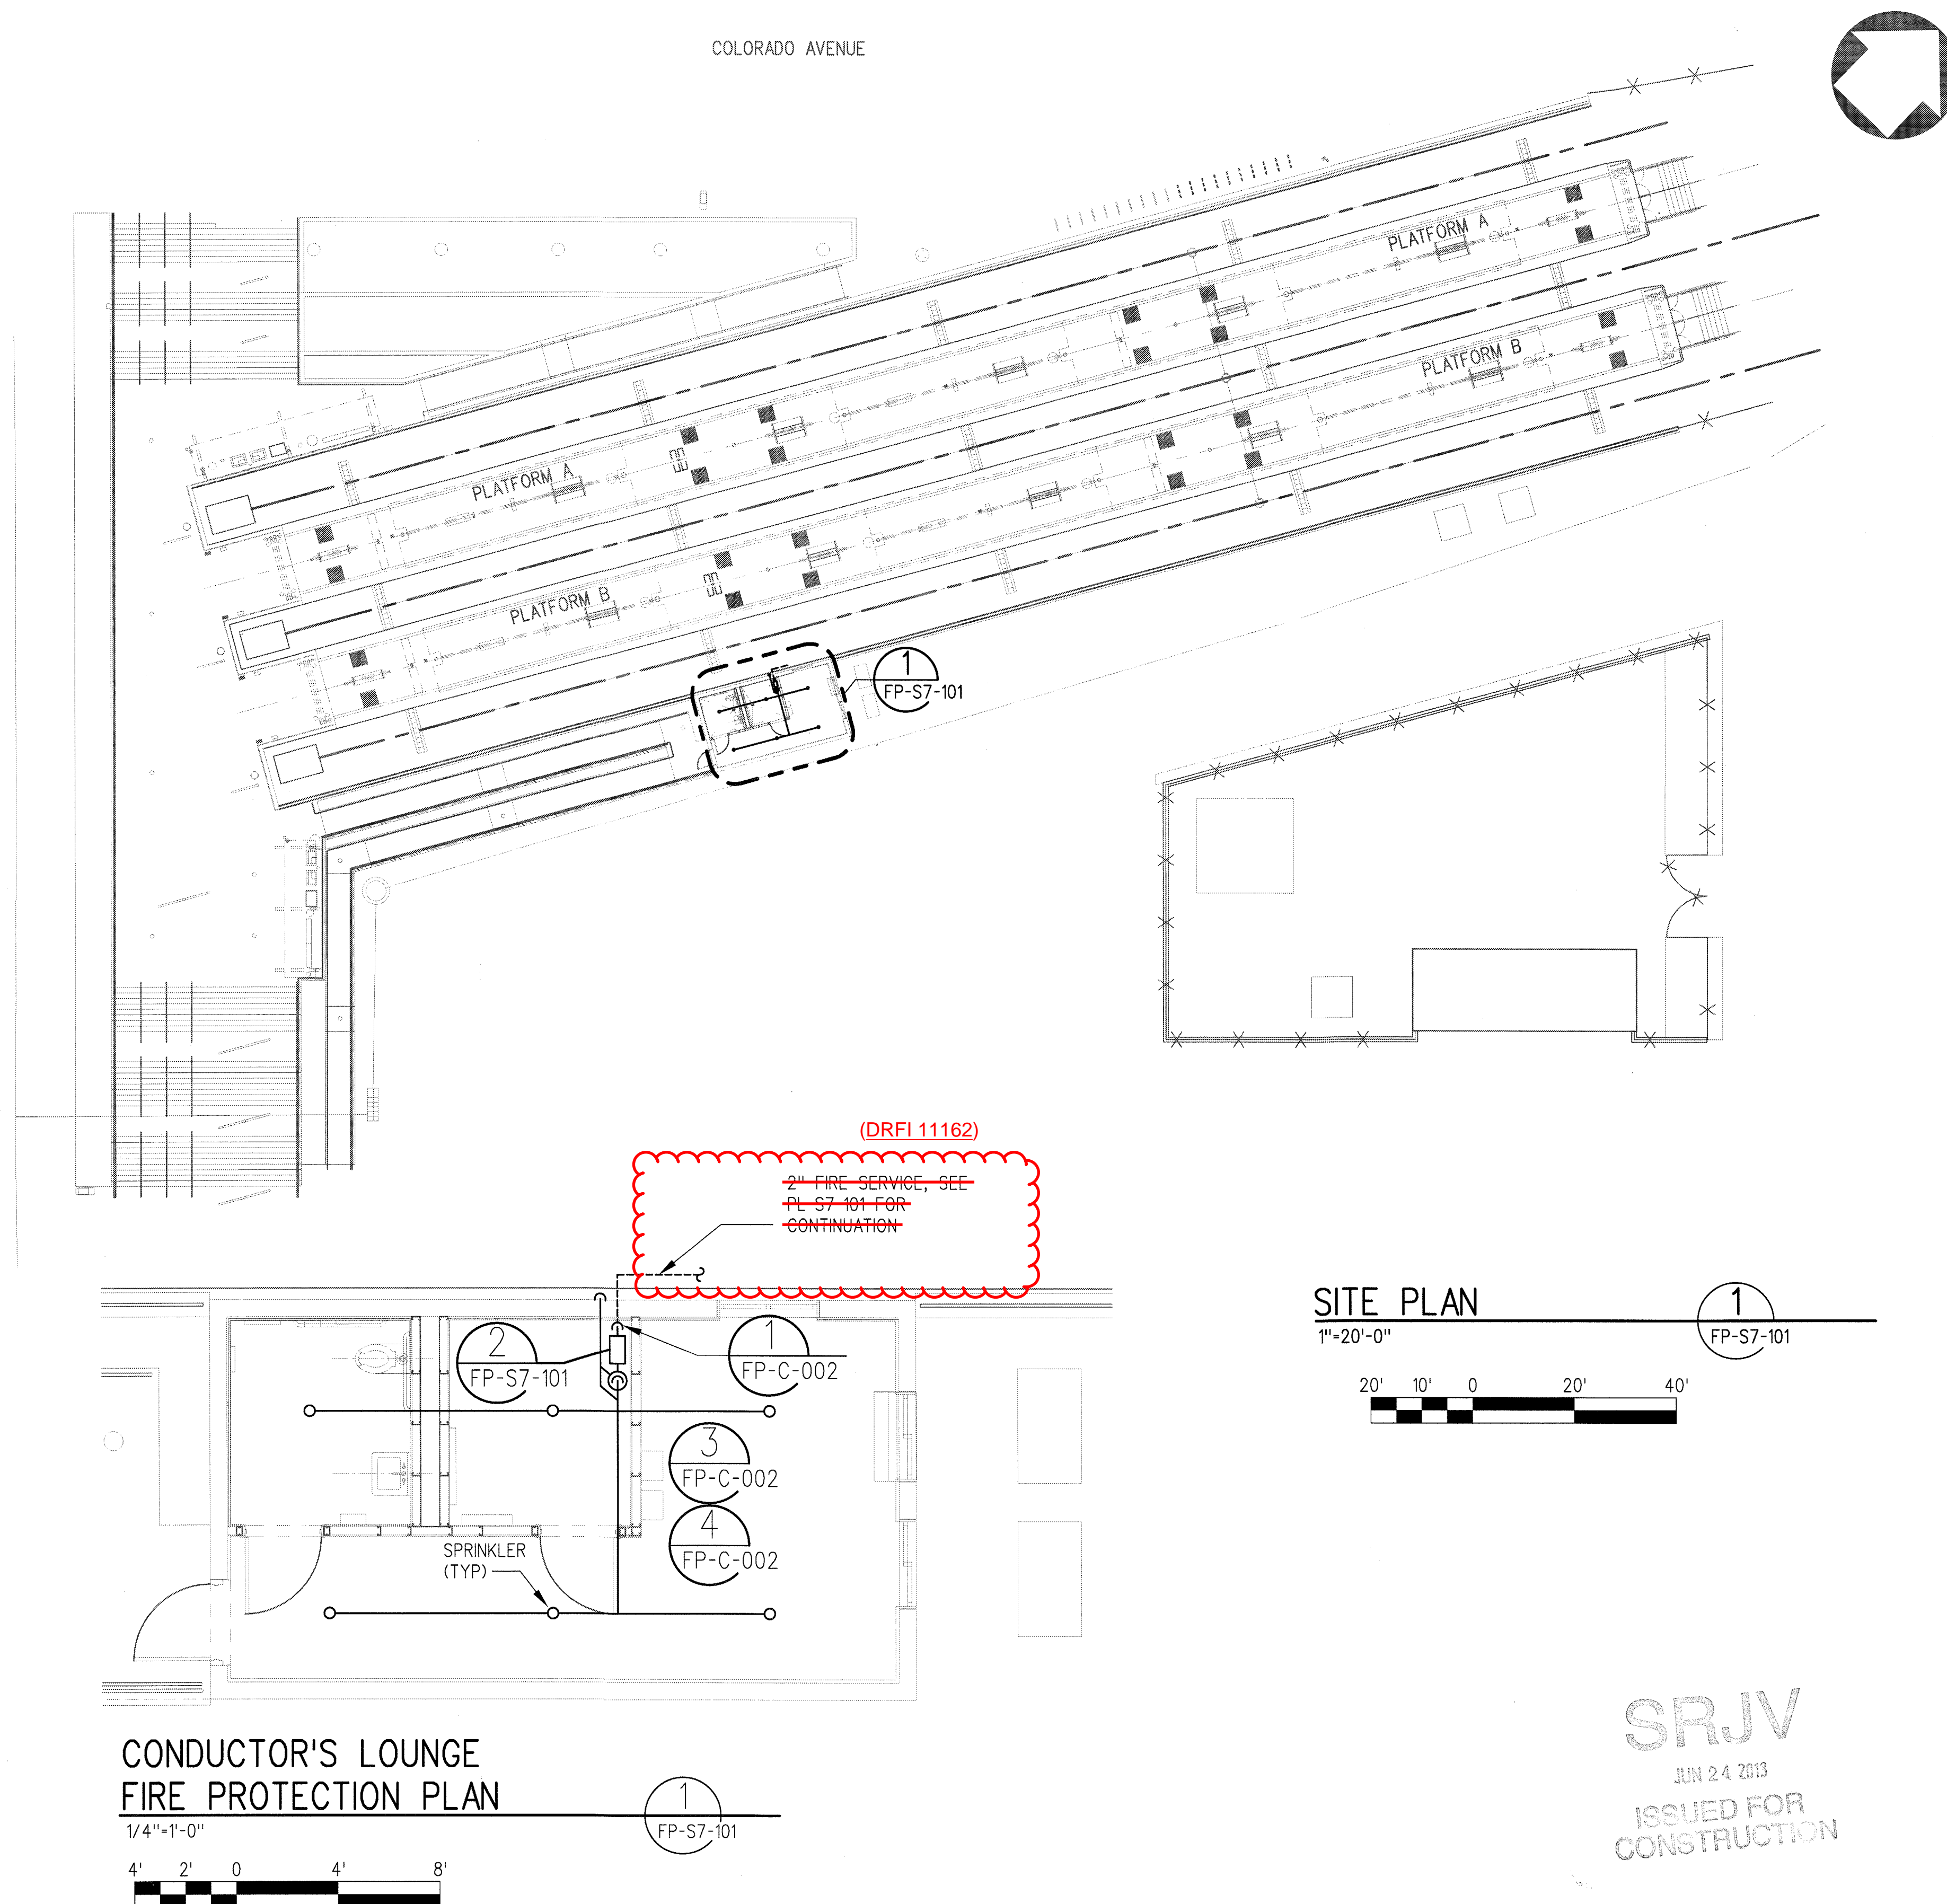 COLORADO AVENUE
PLATFORM A
PLATFORM B
PLATFORM A
PLATFORM B
1
FP-S7-101
(DRFI 11162)
2" FIRE SERVICE, SEE
PL-S7-101 FOR
CONTINUATION
SITE PLAN
1"=20'-0"
1
FP-S7-101
20' 10' 0 20' 40'
2
FP-S7-101
1
FP-C-002
3
FP-C-002
4
FP-C-002
SPRINKLER
(TYP)
CONDUCTOR'S LOUNGE
FIRE PROTECTION PLAN
1/4"=1'-0"
1
FP-S7-101
4' 2' 0 4' 8'
SRJV
JUN 24 2013
ISSUED FOR
CONSTRUCTION